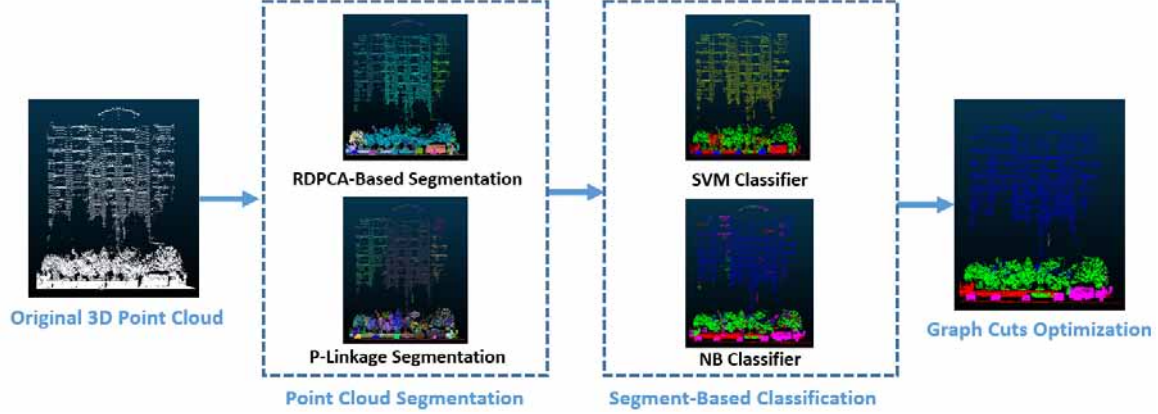 Original 3D Point Cloud
RDPCA-Based Segmentation
P-Linkage Segmentation
Point Cloud Segmentation
SVM Classifier
NB Classifier
Segment-Based Classification
Graph Cuts Optimization